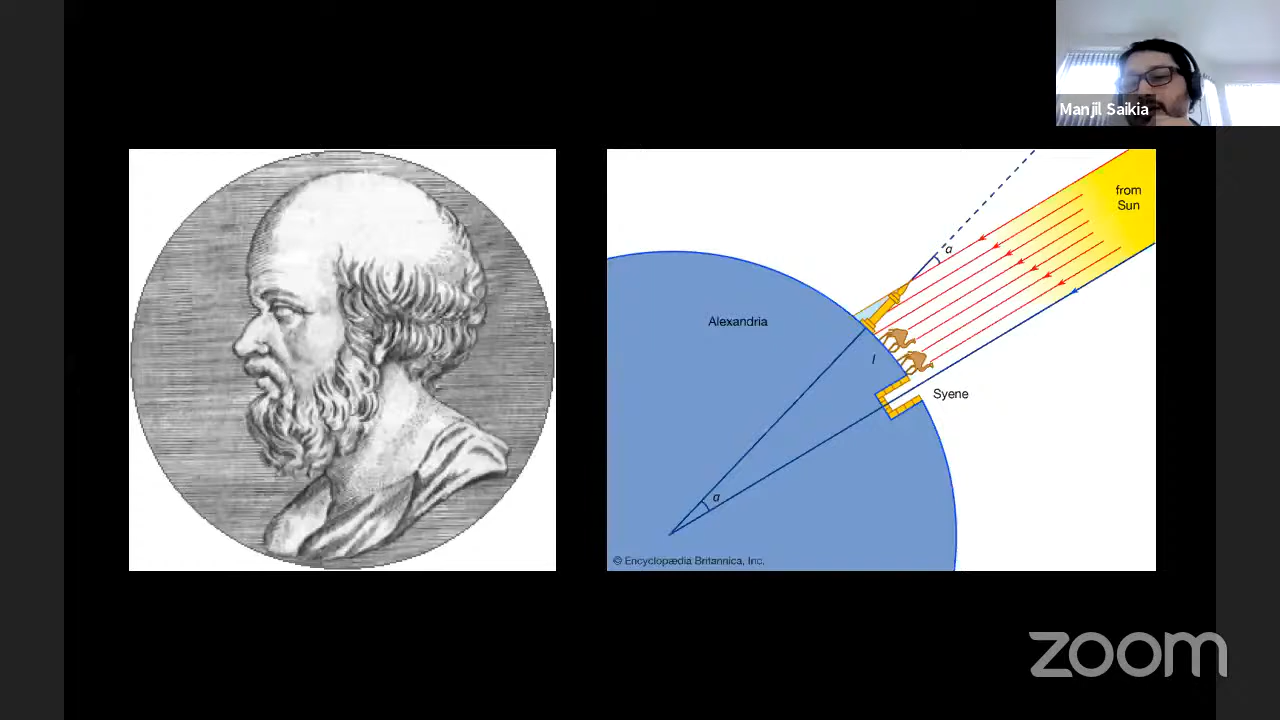 Manjil Saikia
from
Sun
α
Alexandria
l
Syene
α
© Encyclopædia Britannica, Inc.
zoom